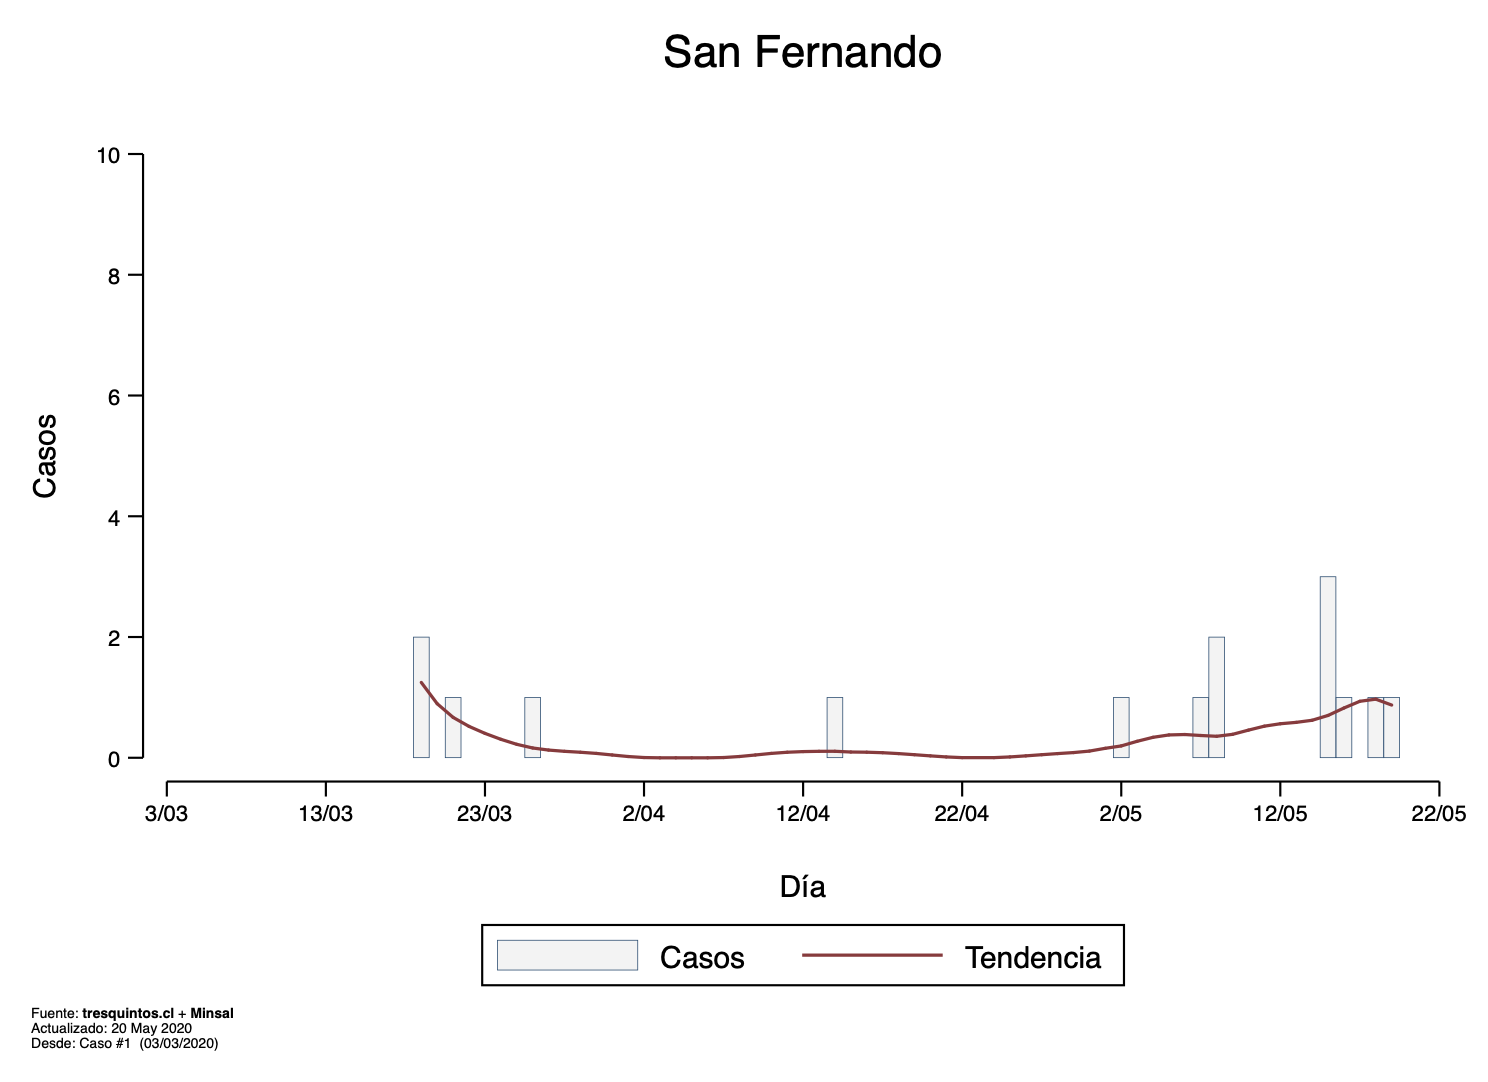 San Fernando
10
8
6
4
2
0
Casos
3/03 13/03 23/03 2/04 12/04 22/04 2/05 12/05 22/05
Día
Casos Tendencia
Fuente: tresquintos.cl + Minsal
Actualizado: 20 May 2020
Desde: Caso #1 (03/03/2020)